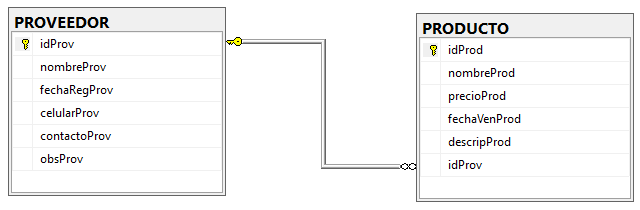 PROVEEDOR
idProv
nombreProv
fechaRegProv
celularProv
contactoProv
obsProv
PRODUCTO
idProd
nombreProd
precioProd
fechaVenProd
descripProd
idProv